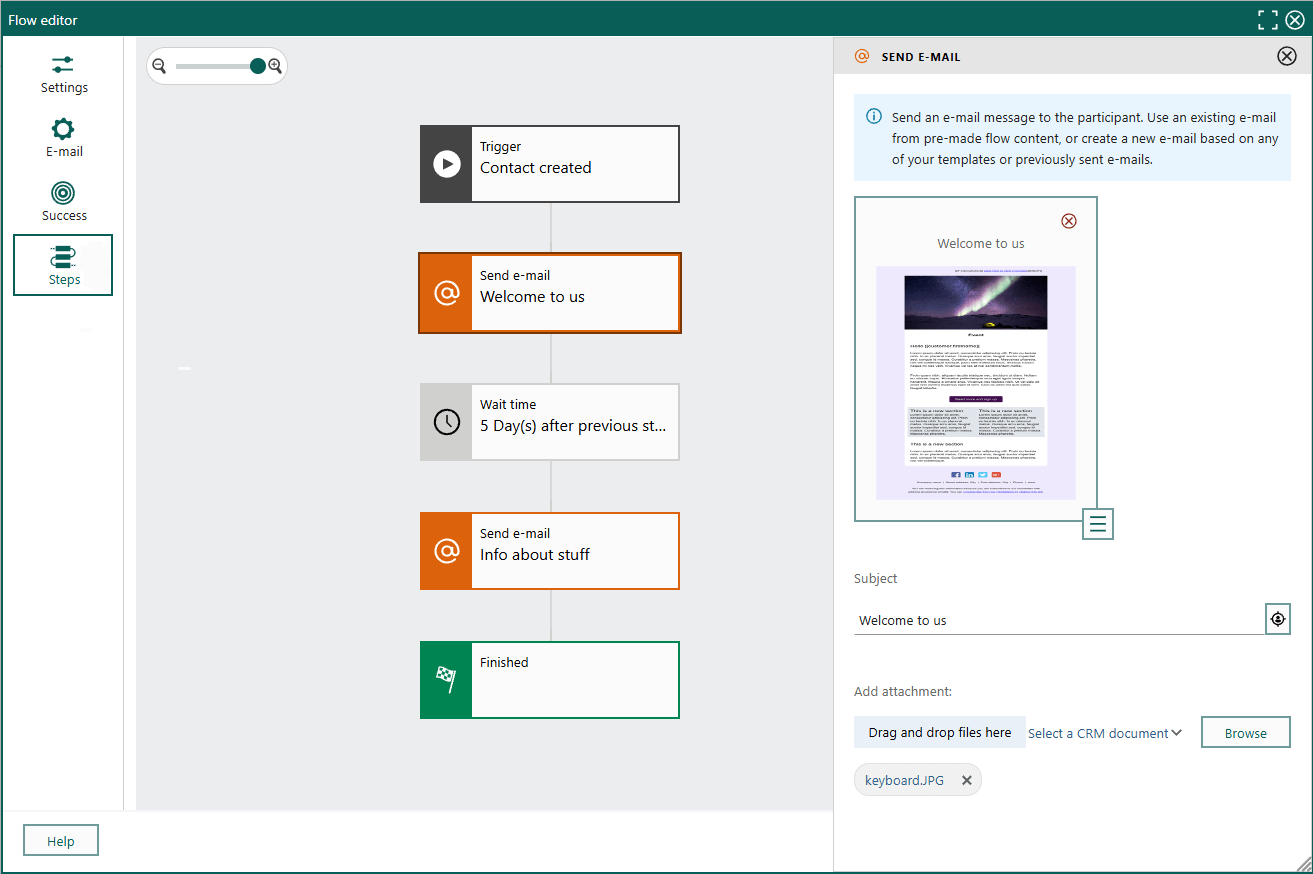 Flow editor
Settings
E-mail
Success
Steps
Help
Trigger
Contact created
Send e-mail
Welcome to us
Wait time
5 Day(s) after previous st...
Send e-mail
Info about stuff
Finished
SEND E-MAIL
Send an e-mail message to the participant. Use an existing e-mail
from pre-made flow content, or create a new e-mail based on any
of your templates or previously sent e-mails.
Welcome to us
Event
Hello [[customer.firstname]]
Read more and sign up
This is a new section This is a new section
This is a new section
Subject
Welcome to us
Add attachment:
Drag and drop files here
Select a CRM document
Browse
keyboard.JPG